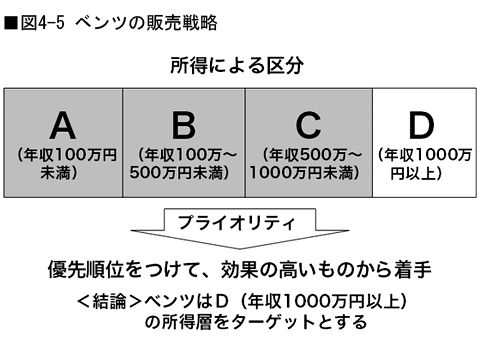 ■図4-5 ベンツの販売戦略
所得による区分
A
（年収100万円
未満）
B
（年収100万～
500万円未満）
C
（年収500万～
1000万円未満）
D
（年収1000万
円以上）
プライオリティ
優先順位をつけて、効果の高いものから着手
＜結論＞ベンツはＤ（年収1000万円以上）
の所得層をターゲットとする